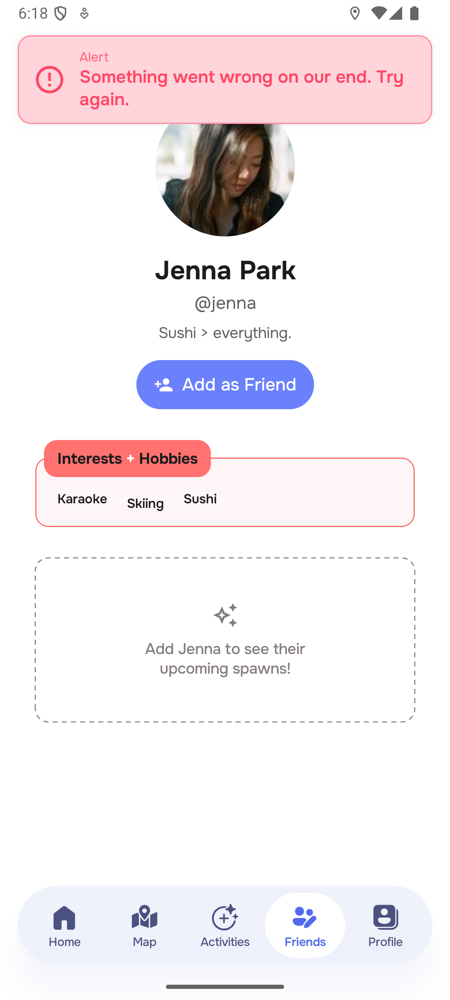 6:18
Alert
Something went wrong on our end. Try
again.
Jenna Park
@jenna
Sushi > everything.
Add as Friend
Interests + Hobbies
Karaoke Skiing Sushi
Add Jenna to see their
upcoming spawns!
Home Map Activities Friends Profile